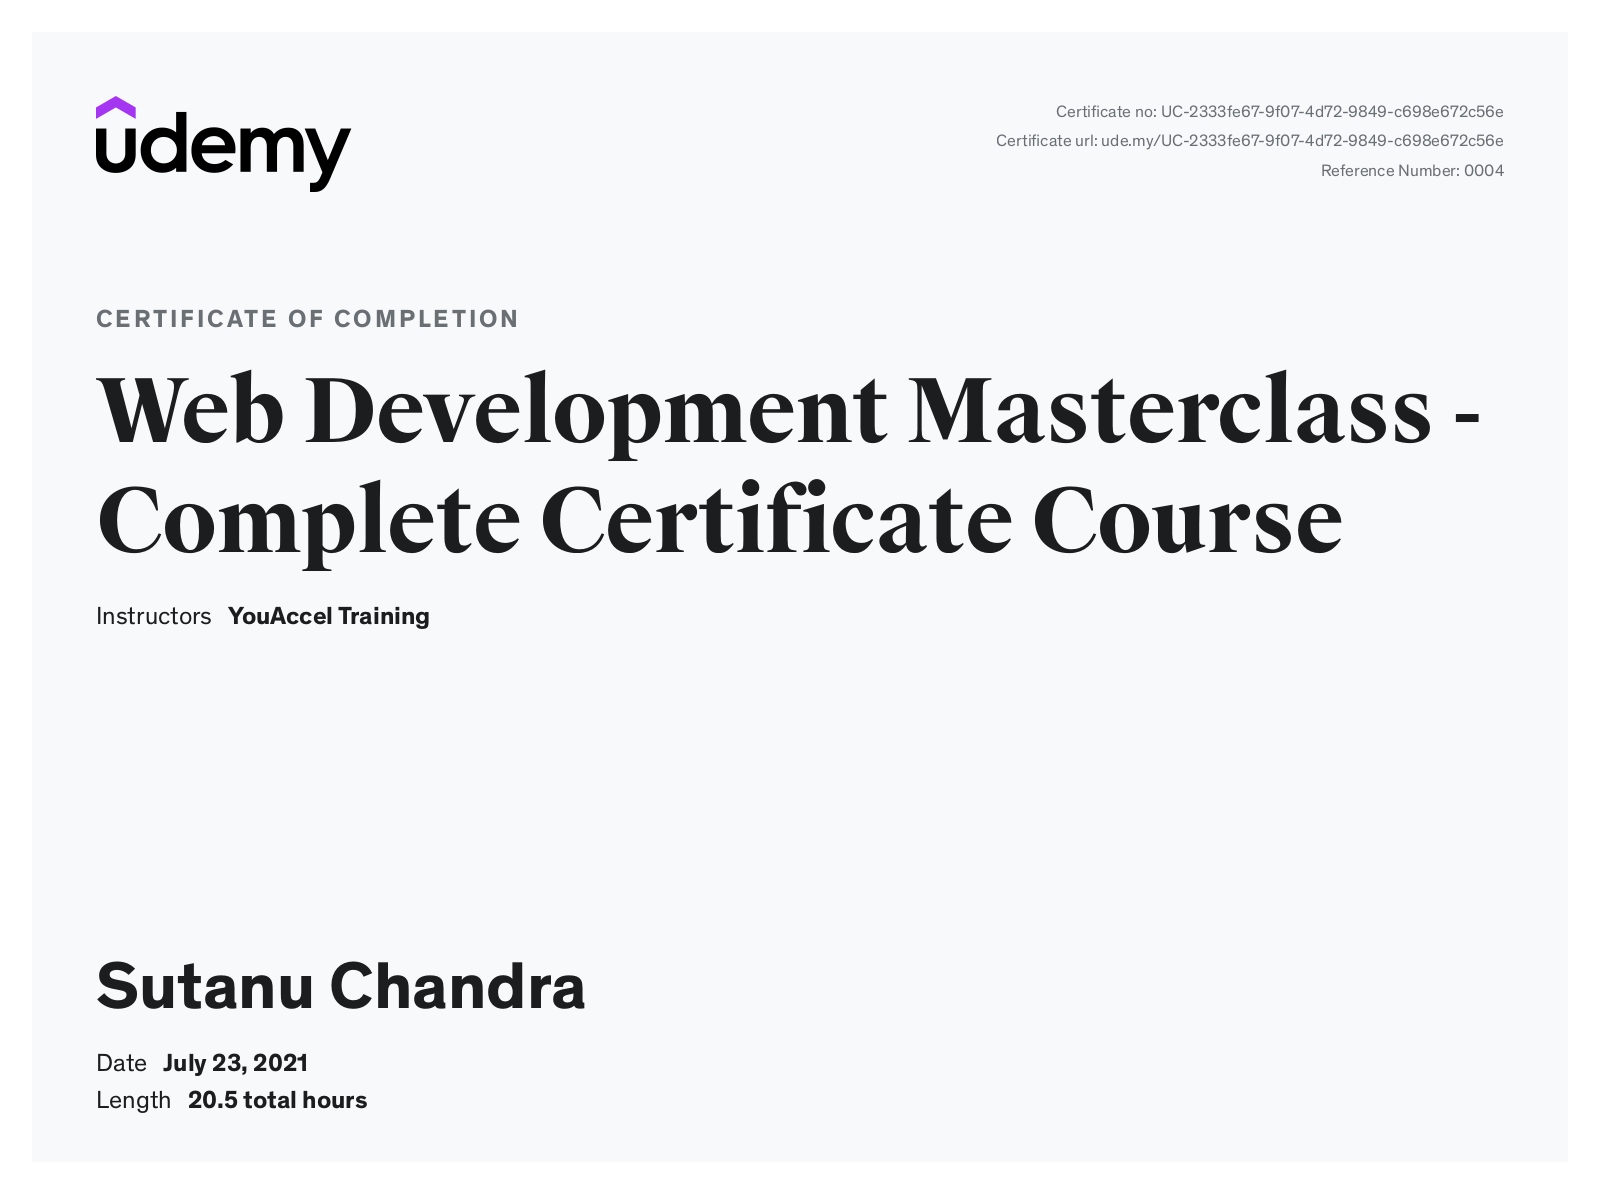 udemy
Certificate no: UC-2333fe67-9f07-4d72-9849-c698e672c56e
Certificate url: ude.my/UC-2333fe67-9f07-4d72-9849-c698e672c56e
Reference Number: 0004
CERTIFICATE OF COMPLETION
Web Development Masterclass -
Complete Certificate Course
Instructors YouAccel Training
Sutanu Chandra
Date July 23, 2021
Length 20.5 total hours